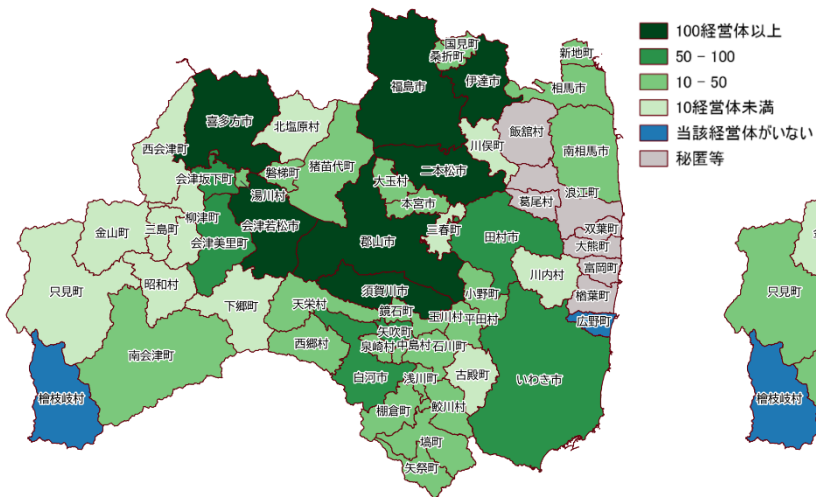 100経営体以上
50 - 100
10 - 50
10経営体未満
当該経営体がいない
秘匿等
国見町
桑折町
新地町
伊達市
相馬市
福島市
喜多方市
北塩原村
飯舘村
川俣町
西会津町
猪苗代町
南相馬市
磐梯町
二本松市
会津坂下町
大玉村
湯川村
葛尾村
浪江町
本宮市
柳津町
会津若松市
三春町
双葉町
金山町
三島町
郡山市
田村市
会津美里町
大熊町
川内村
富岡町
昭和村
只見町
須賀川市
小野町
楢葉町
下郷町
天栄村
鏡石町
玉川村
平田村
広野町
矢吹町
西郷村
泉崎村
中島村
石川町
南会津町
古殿町
白河市
浅川町
いわき市
檜枝岐村
棚倉町
鮫川村
塙町
矢祭町
只見町
檜枝岐村